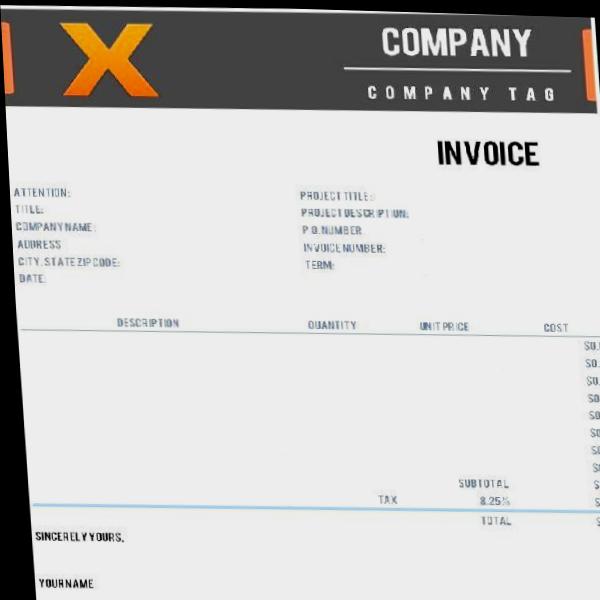 X
COMPANY
COMPANY TAG
INVOICE
ATTENTION:
TITLE:
COMPANY NAME:
ADDRESS
CITY, STATE ZIP CODE:
DATE:
PROJECT TITLE:
PROJECT DESCRIPTION:
P.O. NUMBER
INVOICE NUMBER:
TERM:
DESCRIPTION QUANTITY UNIT PRICE COST
SUBTOTAL
TAX 8.25%
TOTAL
SINCERELY YOURS,
YOUR NAME